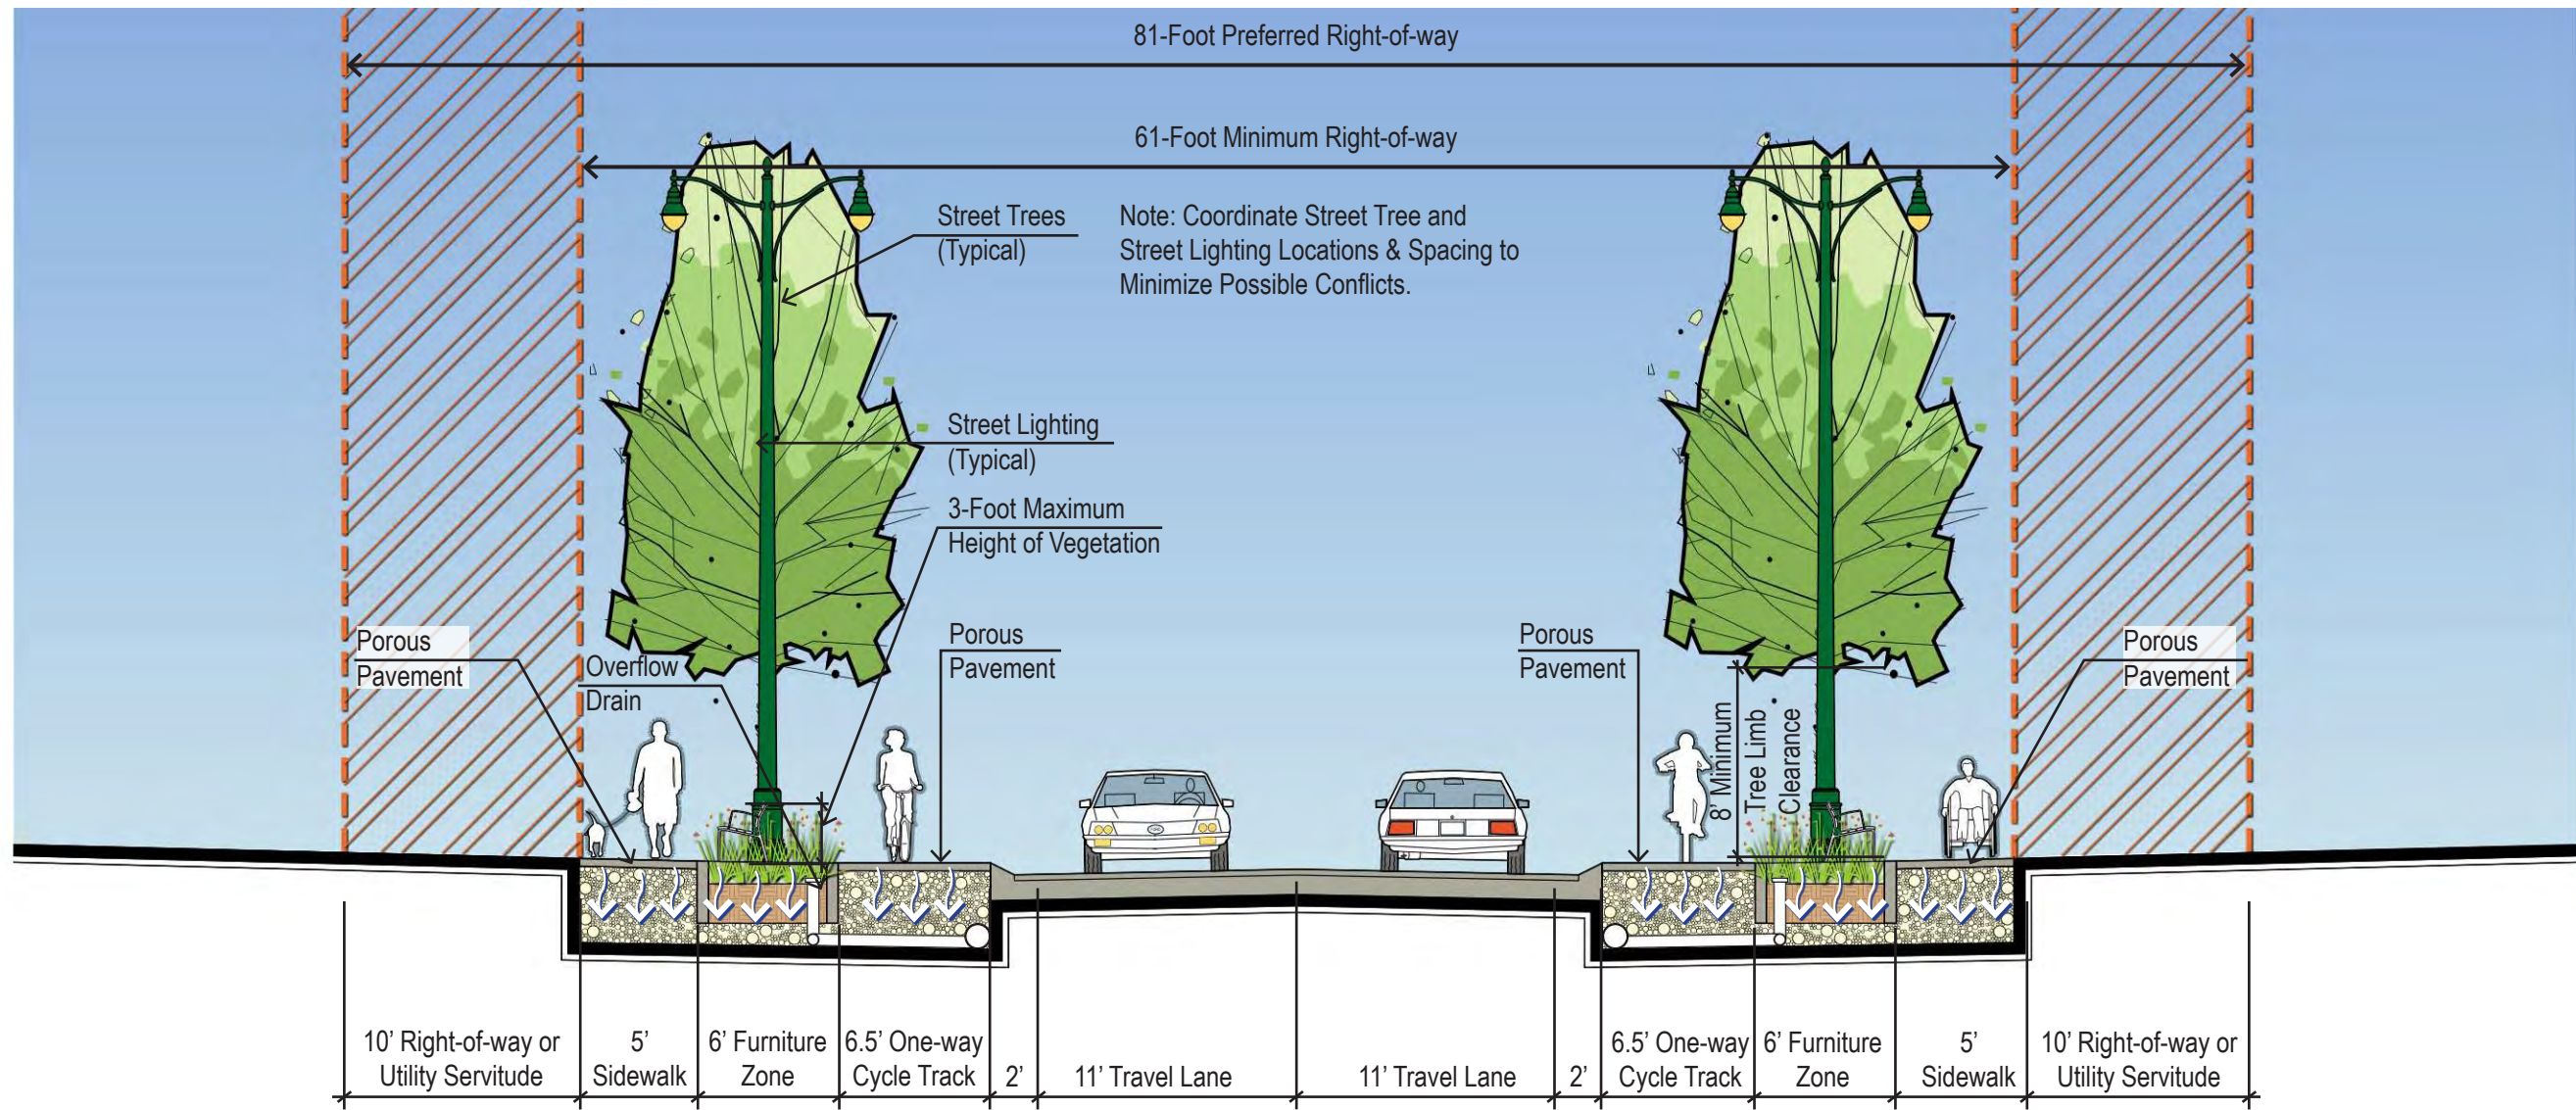 81-Foot Preferred Right-of-way
61-Foot Minimum Right-of-way
Street Trees
(Typical)
Note: Coordinate Street Tree and
Street Lighting Locations & Spacing to
Minimize Possible Conflicts.
Street Lighting
(Typical)
3-Foot Maximum
Height of Vegetation
Porous
Pavement
Overflow
Drain
Porous
Pavement
Porous
Pavement
Porous
Pavement
8’ Minimum
Tree Limb
Clearance
10’ Right-of-way or
Utility Servitude
5’
Sidewalk
6’ Furniture
Zone
6.5’ One-way
Cycle Track
2’
11’ Travel Lane
11’ Travel Lane
2’
6.5’ One-way
Cycle Track
6’ Furniture
Zone
5’
Sidewalk
10’ Right-of-way or
Utility Servitude